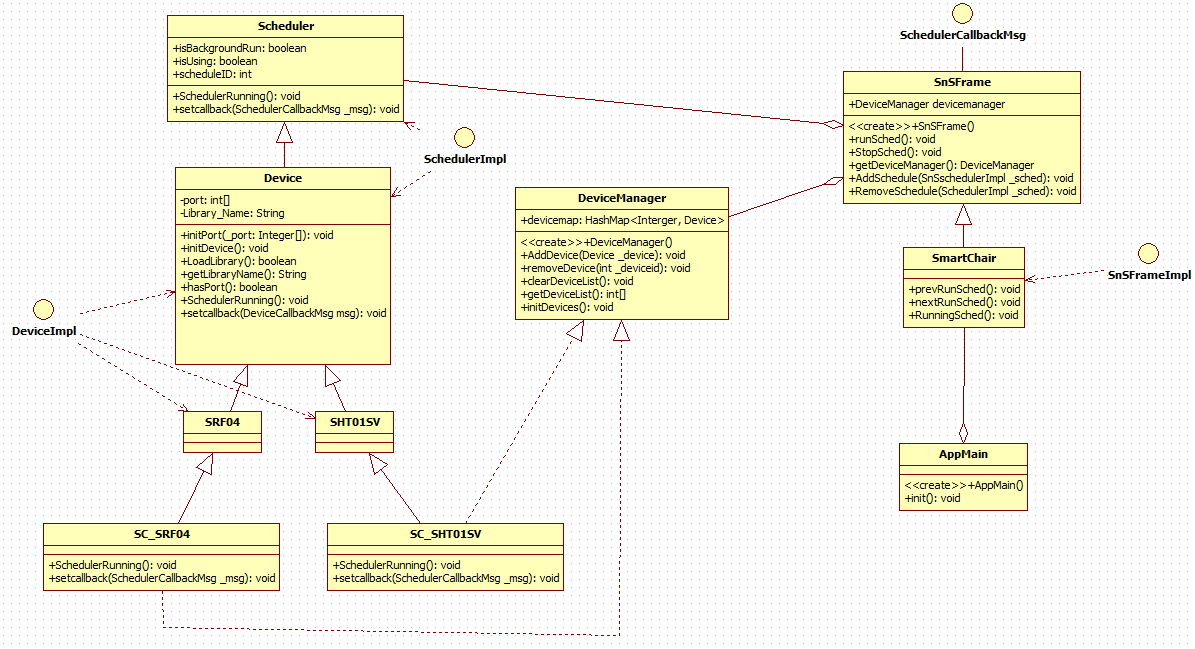 Scheduler
+isBackgroundRun: boolean
+isUsing: boolean
+scheduleID: int
+SchedulerRunning(): void
+setcallback(SchedulerCallbackMsg _msg): void
SchedulerCallbackMsg
SnSFrame
+DeviceManager devicemanager
<<create>>+SnSFrame()
+runSched(): void
+StopSched(): void
+getDeviceManager(): DeviceManager
+AddSchedule(SnSschedulerImpl _sched): void
+RemoveSchedule(SchedulerImpl _sched): void
SchedulerImpl
Device
-port: int[]
-Library_Name: String
+initPort(_port: Integer[]): void
+initDevice(): void
+LoadLibrary(): boolean
+getLibraryName(): String
+hasPort(): boolean
+SchedulerRunning(): void
+setcallback(DeviceCallbackMsg msg): void
DeviceManager
+devicemap: HashMap<Interger, Device>
<<create>>+DeviceManager()
+AddDevice(Device _device): void
+removeDevice(int _deviceid): void
+clearDeviceList(): void
+getDeviceList(): int[]
+initDevices(): void
SmartChair
+prevRunSched(): void
+nextRunSched(): void
+RunningSched(): void
SnSFrameImpl
DeviceImpl
SRF04
SHT01SV
AppMain
<<create>>+AppMain()
+init(): void
SC_SRF04
+SchedulerRunning(): void
+setcallback(SchedulerCallbackMsg _msg): void
SC_SHT01SV
+SchedulerRunning(): void
+setcallback(SchedulerCallbackMsg _msg): void